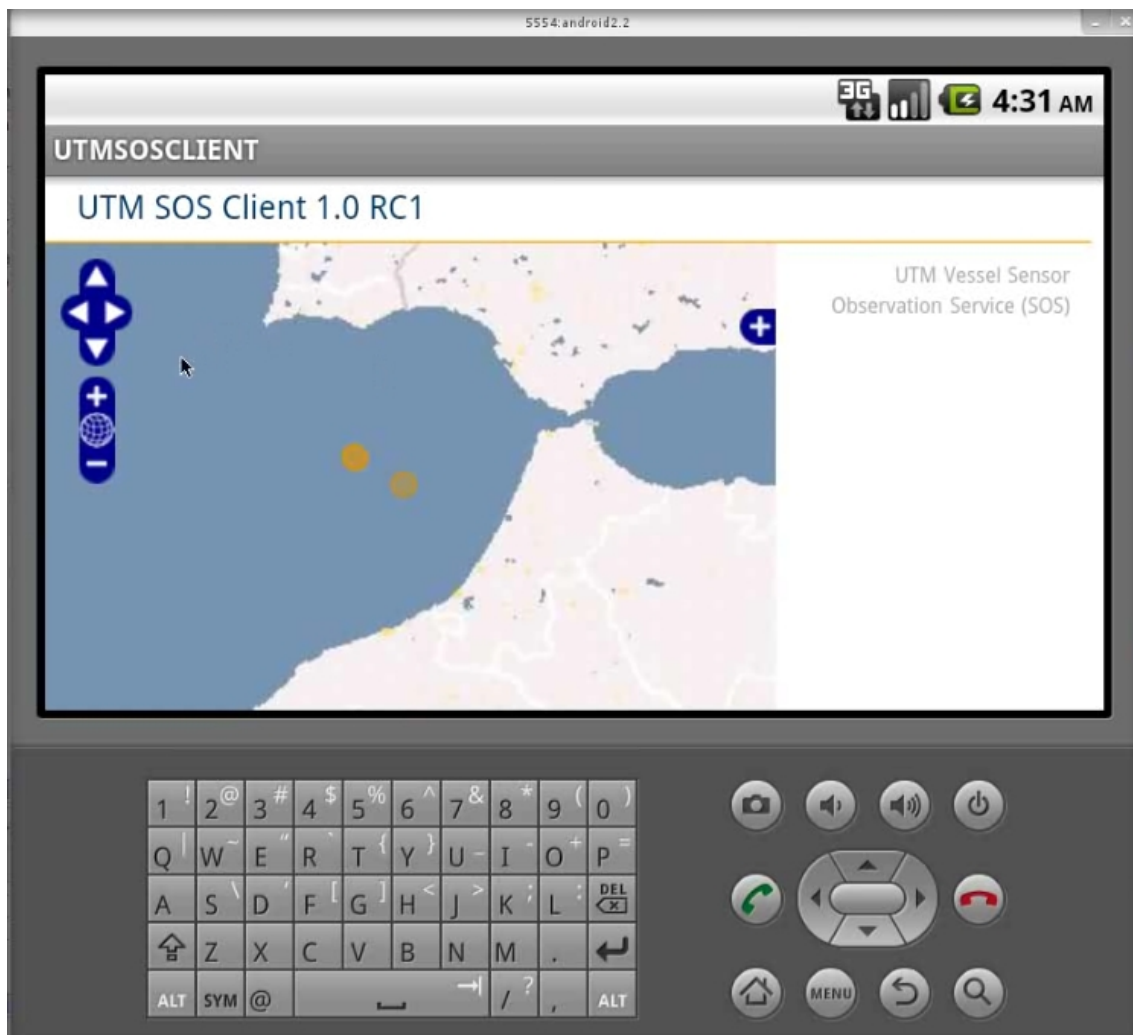 5554:android2.2
3G
4:31 AM
UTMSOSCLIENT
UTM SOS Client 1.0 RC1
UTM Vessel Sensor
Observation Service (SOS)
1 ! 2 @ 3 # 4 $ 5 % 6 ^ 7 & 8 * 9 ( 0 )
Q | W ~ E " R ` T { Y } U _ I - O + P =
A S \ D ' F [ G ] H < J > K ; L : DEL
Z X C V B N M .
ALT SYM @ / ? , ALT
MENU